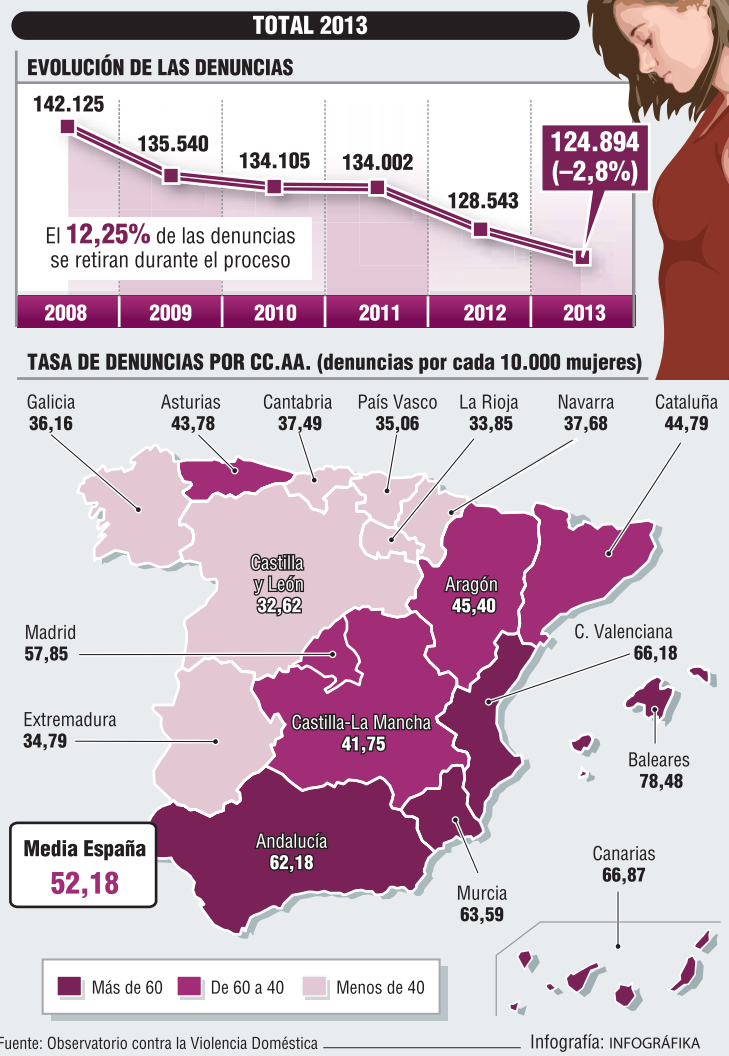 TOTAL 2013
EVOLUCIÓN DE LAS DENUNCIAS
142.125
135.540
134.105
134.002
128.543
124.894
(–2,8%)
El 12,25% de las denuncias
se retiran durante el proceso
2008 2009 2010 2011 2012 2013
TASA DE DENUNCIAS POR CC.AA. (denuncias por cada 10.000 mujeres)
Galicia
36,16
Asturias
43,78
Cantabria
37,49
País Vasco
35,06
La Rioja
33,85
Navarra
37,68
Cataluña
44,79
Castilla
y León
32,62
Aragón
45,40
Madrid
57,85
C. Valenciana
66,18
Extremadura
34,79
Castilla-La Mancha
41,75
Baleares
78,48
Andalucía
62,18
Media España
52,18
Murcia
63,59
Canarias
66,87
Más de 60
De 60 a 40
Menos de 40
Fuente: Observatorio contra la Violencia Doméstica
Infografía: INFOGRÁFIKA